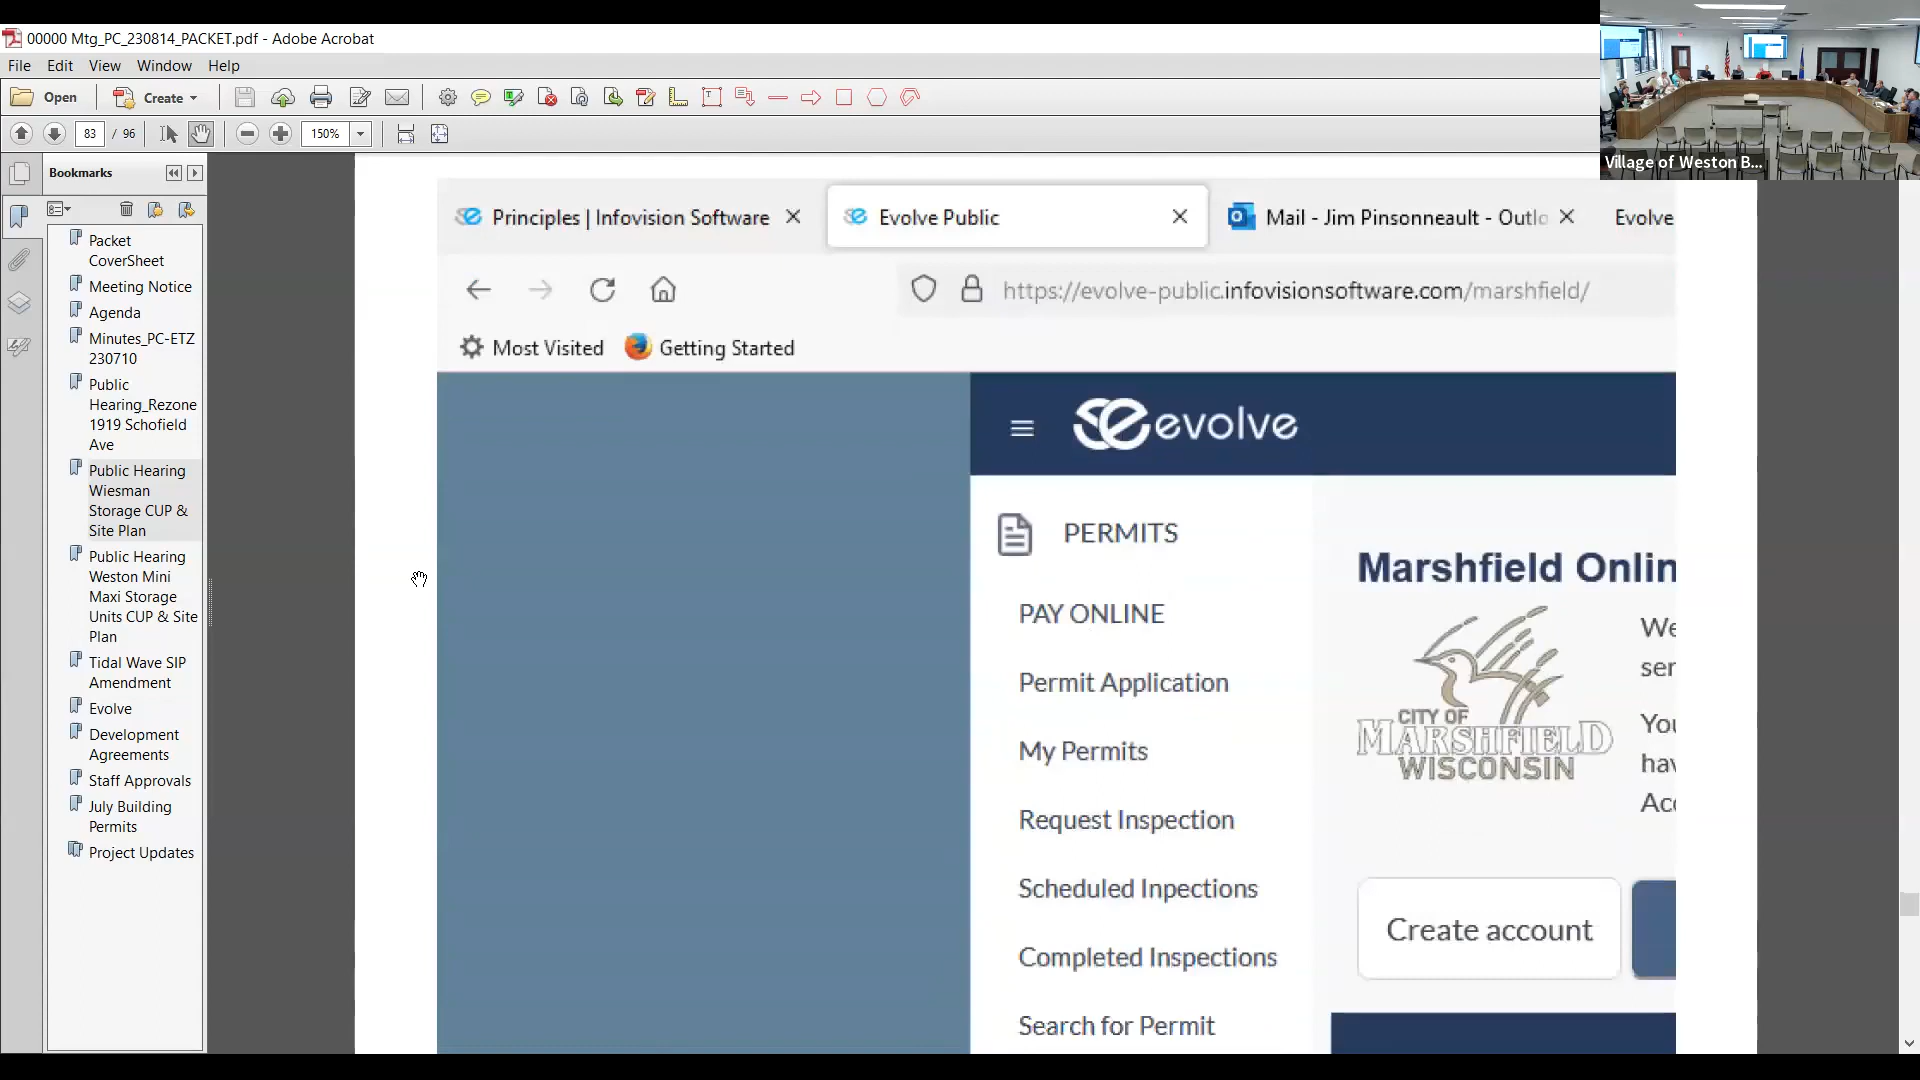 00000 Mtg_PC_230814_PACKET.pdf - Adobe Acrobat
File Edit View Window Help
Open Create
83 / 96 150%
Village of Weston B...
Bookmarks
Packet
CoverSheet
Meeting Notice
Agenda
Minutes_PC-ETZ
230710
Public
Hearing_Rezone
1919 Schofield
Ave
Public Hearing
Wiesman
Storage CUP &
Site Plan
Public Hearing
Weston Mini
Maxi Storage
Units CUP & Site
Plan
Tidal Wave SIP
Amendment
Evolve
Development
Agreements
Staff Approvals
July Building
Permits
Project Updates
Principles | Infovision Software Evolve Public Mail - Jim Pinsonneault - Outlo Evolve
https://evolve-public.infovisionsoftware.com/marshfield/
Most Visited Getting Started
evolve
PERMITS
PAY ONLINE
Permit Application
My Permits
Request Inspection
Scheduled Inpections
Completed Inspections
Search for Permit
Marshfield Onlin
CITY OF
MARSHFIELD
WISCONSIN
We
ser
You
hav
Acc
Create account